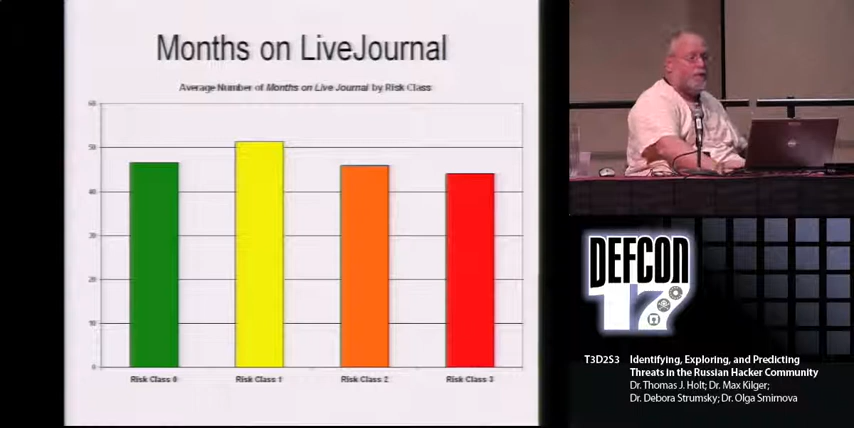 Months on LiveJournal
Average Number of Months on Live Journal by Risk Class
60
50
40
30
20
10
0
Risk Class 0
Risk Class 1
Risk Class 2
Risk Class 3
DEFCON
17
T3D2S3 Identifying, Exploring, and Predicting
Threats in the Russian Hacker Community
Dr. Thomas J. Holt; Dr. Max Kilger;
Dr. Debora Strumsky; Dr. Olga Smirnova